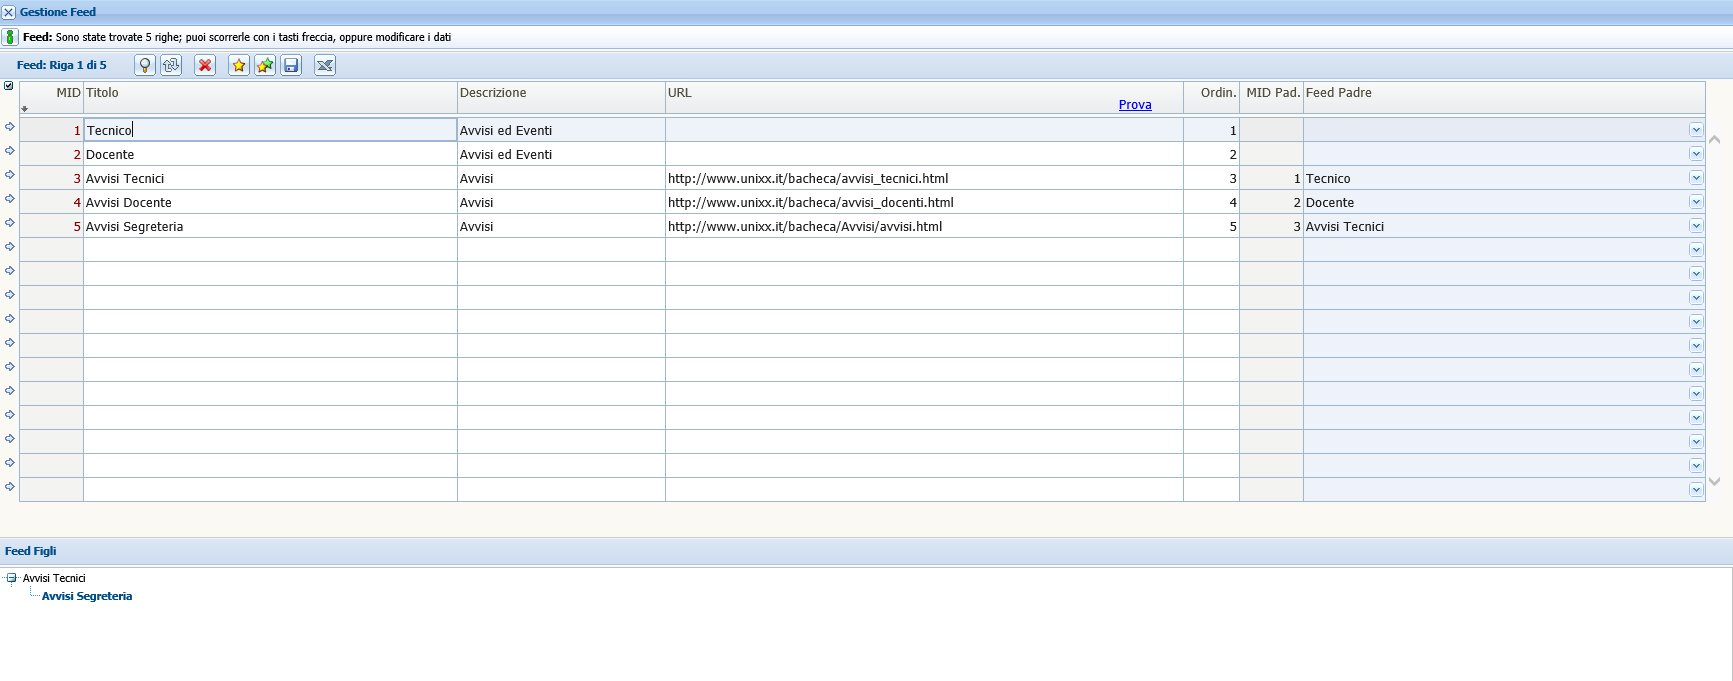 Gestione Feed
Feed: Sono state trovate 5 righe; puoi scorrerle con i tasti freccia, oppure modificare i dati
Feed: Riga 1 di 5
MID Titolo Descrizione URL Prova Ordin. MID Pad. Feed Padre
1 Tecnico Avvisi ed Eventi 1
2 Docente Avvisi ed Eventi 2
3 Avvisi Tecnici Avvisi http://www.unixx.it/bacheca/avvisi_tecnici.html 3 1 Tecnico
4 Avvisi Docente Avvisi http://www.unixx.it/bacheca/avvisi_docenti.html 4 2 Docente
5 Avvisi Segreteria Avvisi http://www.unixx.it/bacheca/Avvisi/avvisi.html 5 3 Avvisi Tecnici
Feed Figli
Avvisi Tecnici
Avvisi Segreteria